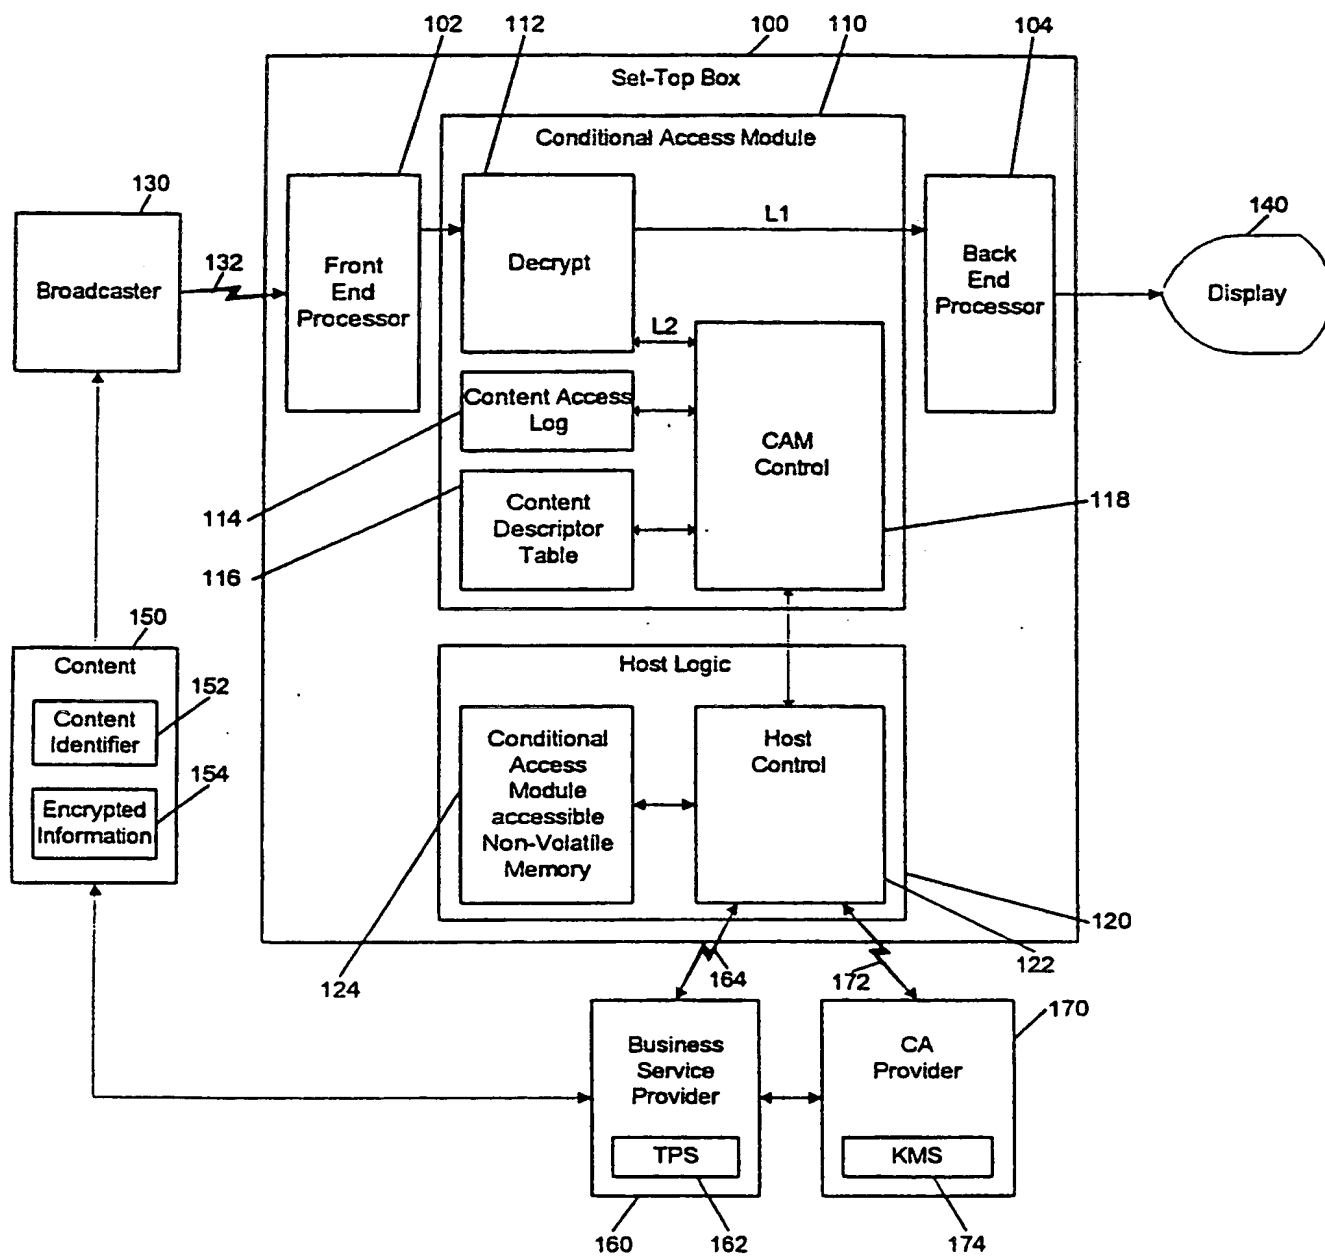 102
112
100
110
104
Set-Top Box
Conditional Access Module
130
140
Broadcaster
132
Front
End
Processor
Decrypt
L1
Back
End
Processor
Display
L2
Content Access
Log
CAM
Control
114
Content
Descriptor
Table
116
118
150
Content
152
Content
Identifier
154
Encrypted
Information
Host Logic
Conditional
Access
Module
accessible
Non-Volatile
Memory
Host
Control
120
122
124
164
172
170
Business
Service
Provider
TPS
CA
Provider
KMS
160
162
174